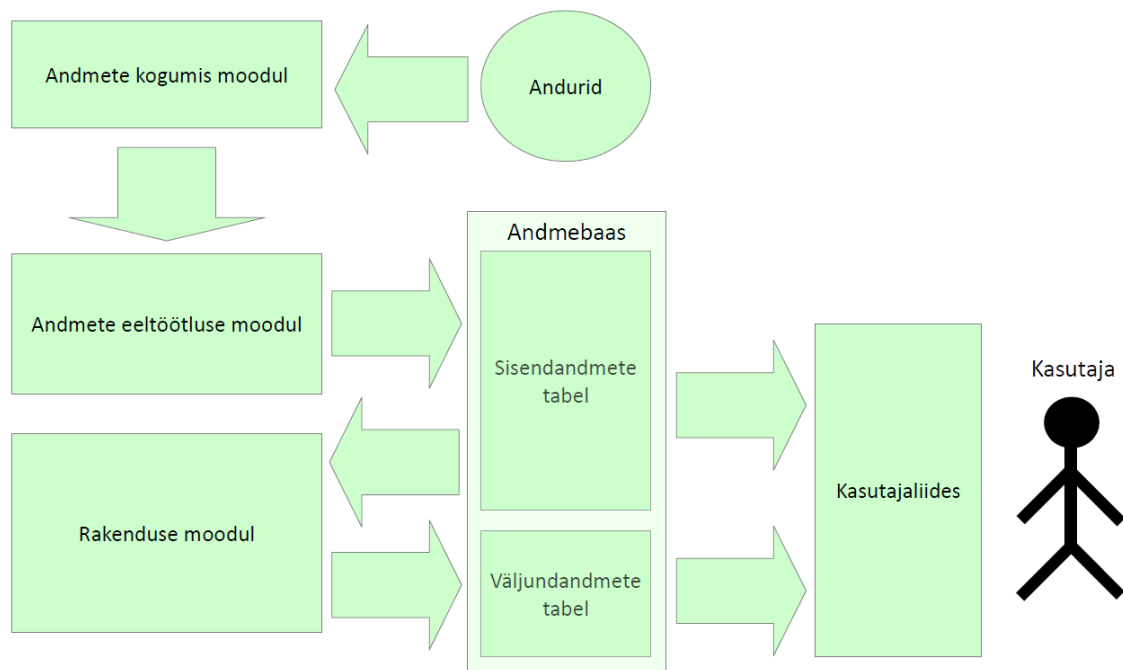 Andmete kogumis moodul
Andurid
Andmebaas
Andmete eeltöötluse moodul
Sisendandmete
tabel
Kasutaja
Kasutajaliides
Rakenduse moodul
Väljundandmete
tabel